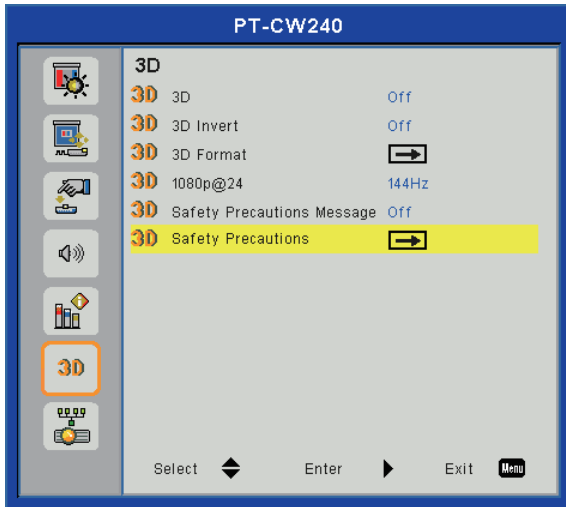 PT-CW240
3D
3D 3D Off
3D 3D Invert Off
3D 3D Format
3D 1080p@24 144Hz
3D Safety Precautions Message Off
3D Safety Precautions
3D
Select Enter Exit Menu